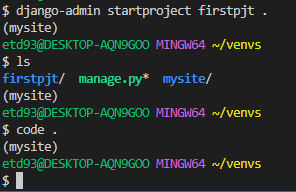 $ django-admin startproject firstpjt .
(mysite)
etd93@DESKTOP-AQN9GOO MINGW64 ~/venvs
$ ls
firstpjt/  manage.py*  mysite/
(mysite)
etd93@DESKTOP-AQN9GOO MINGW64 ~/venvs
$ code .
(mysite)
etd93@DESKTOP-AQN9GOO MINGW64 ~/venvs
$